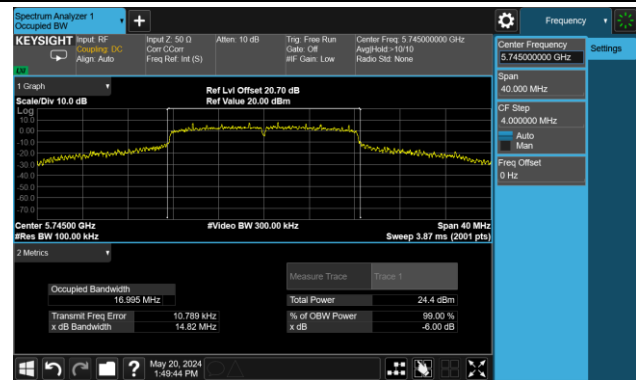 Spectrum Analyzer 1
Occupied BW
Frequency
KEYSIGHT
Input: RF
Coupling: DC
Align: Auto
Input Z: 50 Ω
Corr CCorr
Freq Ref: Int (S)
Atten: 10 dB
Trig: Free Run
Gate: Off
#IF Gain: Low
Center Freq: 5.745000000 GHz
Avg|Hold:>10/10
Radio Std: None
LXI
Center Frequency
5.745000000 GHz
Settings
Span
40.000 MHz
CF Step
4.000000 MHz
Auto
Man
Freq Offset
0 Hz
1 Graph
Scale/Div 10.0 dB
Ref Lvl Offset 20.70 dB
Ref Value 20.00 dBm
Log
10.0
0.00
-10.0
-20.0
-30.0
-40.0
-50.0
-60.0
-70.0
Center 5.74500 GHz
#Res BW 100.00 kHz
#Video BW 300.00 kHz
Span 40 MHz
Sweep 3.87 ms (2001 pts)
2 Metrics
Measure Trace
Trace 1
Occupied Bandwidth
16.995 MHz
Total Power
24.4 dBm
Transmit Freq Error
10.789 kHz
% of OBW Power
99.00 %
x dB Bandwidth
14.82 MHz
x dB
-6.00 dB
?
May 20, 2024
1:49:44 PM